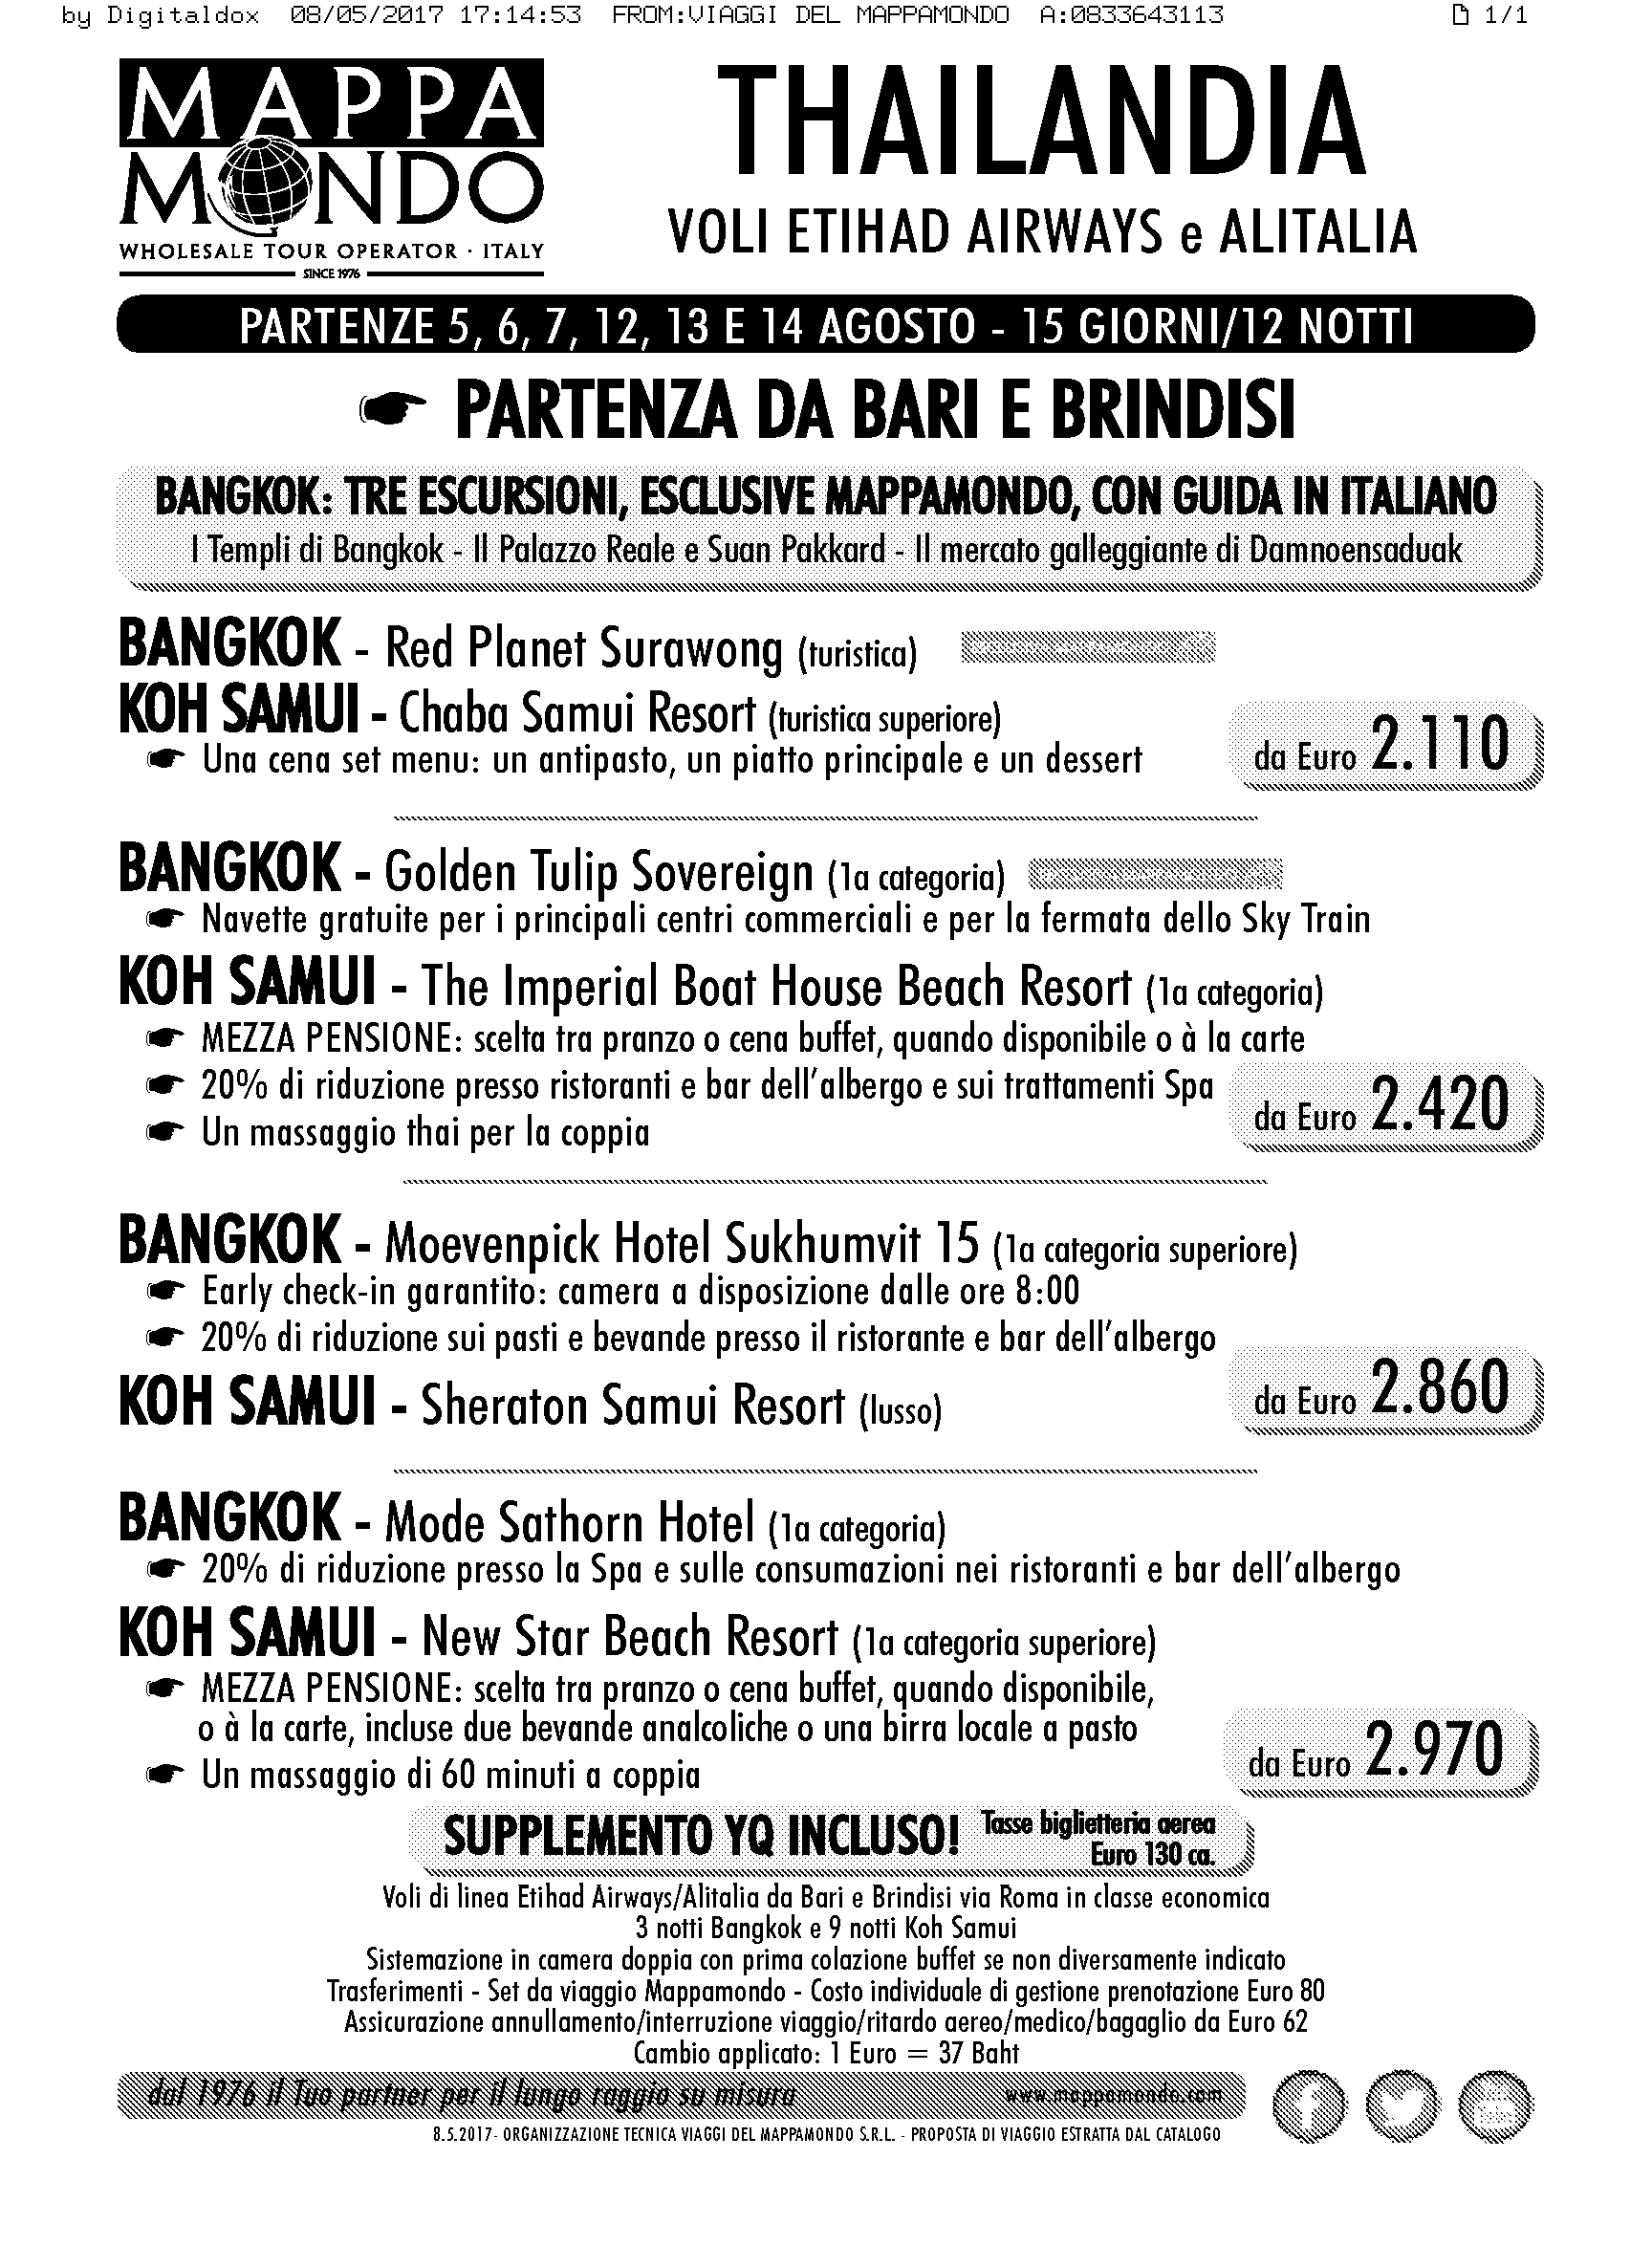 by Digitaldox 08/05/2017 17:14:53 FROM:VIAGGI DEL MAPPAMONDO A:0833643113 1/1
MAPPA
MONDO
WHOLESALE TOUR OPERATOR · ITALY
SINCE 1976
THAILANDIA
VOLI ETIHAD AIRWAYS e ALITALIA
PARTENZE 5, 6, 7, 12, 13 E 14 AGOSTO - 15 GIORNI/12 NOTTI
☛ PARTENZA DA BARI E BRINDISI
BANGKOK: TRE ESCURSIONI, ESCLUSIVE MAPPAMONDO, CON GUIDA IN ITALIANO
I Templi di Bangkok - Il Palazzo Reale e Suan Pakkard - Il mercato galleggiante di Damnoensaduak
BANGKOK - Red Planet Surawong (turistica)
KOH SAMUI - Chaba Samui Resort (turistica superiore)
☛ Una cena set menu: un antipasto, un piatto principale e un dessert
da Euro 2.110
BANGKOK - Golden Tulip Sovereign (1a categoria)
☛ Navette gratuite per i principali centri commerciali e per la fermata dello Sky Train
KOH SAMUI - The Imperial Boat House Beach Resort (1a categoria)
☛ MEZZA PENSIONE: scelta tra pranzo o cena buffet, quando disponibile o à la carte
☛ 20% di riduzione presso ristoranti e bar dell'albergo e sui trattamenti Spa
☛ Un massaggio thai per la coppia
da Euro 2.420
BANGKOK - Moevenpick Hotel Sukhumvit 15 (1a categoria superiore)
☛ Early check-in garantito: camera a disposizione dalle ore 8:00
☛ 20% di riduzione sui pasti e bevande presso il ristorante e bar dell'albergo
KOH SAMUI - Sheraton Samui Resort (lusso)
da Euro 2.860
BANGKOK - Mode Sathorn Hotel (1a categoria)
☛ 20% di riduzione presso la Spa e sulle consumazioni nei ristoranti e bar dell'albergo
KOH SAMUI - New Star Beach Resort (1a categoria superiore)
☛ MEZZA PENSIONE: scelta tra pranzo o cena buffet, quando disponibile,
o à la carte, incluse due bevande analcoliche o una birra locale a pasto
☛ Un massaggio di 60 minuti a coppia
da Euro 2.970
SUPPLEMENTO YQ INCLUSO! Tasse biglietteria aerea
Euro 130 ca.
Voli di linea Etihad Airways/Alitalia da Bari e Brindisi via Roma in classe economica
3 notti Bangkok e 9 notti Koh Samui
Sistemazione in camera doppia con prima colazione buffet se non diversamente indicato
Trasferimenti - Set da viaggio Mappamondo - Costo individuale di gestione prenotazione Euro 80
Assicurazione annullamento/interruzione viaggio/ritardo aereo/medico/bagaglio da Euro 62
Cambio applicato: 1 Euro = 37 Baht
dal 1976 il Tuo partner per il lungo raggio su misura www.mappamondo.com
8.5.2017- ORGANIZZAZIONE TECNICA VIAGGI DEL MAPPAMONDO S.R.L. - PROPOSTA DI VIAGGIO ESTRATTA DAL CATALOGO